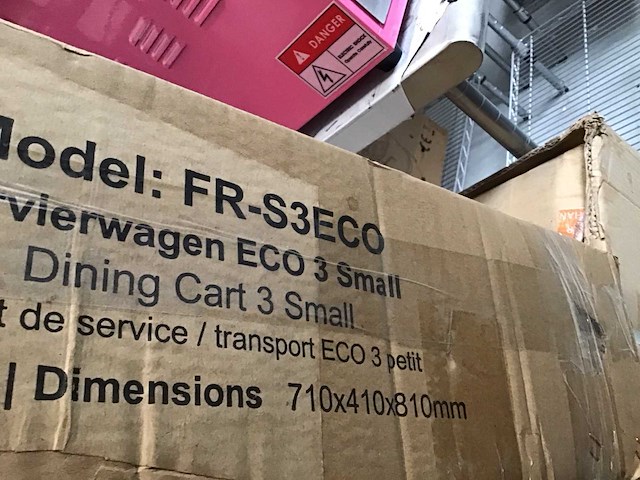 DANGER
Model: FR-S3ECO
rvierwagen ECO 3 Small
Dining Cart 3 Small
t de service / transport ECO 3 petit
| Dimensions 710x410x810mm